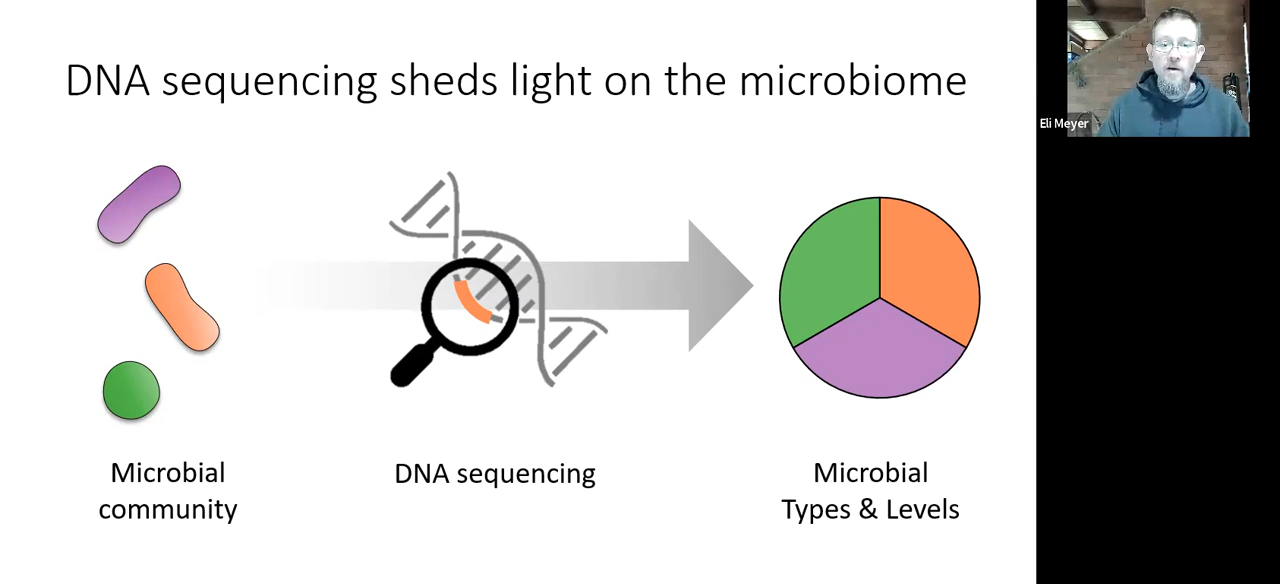 DNA sequencing sheds light on the microbiome
Eli Meyer
Microbial
community
DNA sequencing
Microbial
Types & Levels